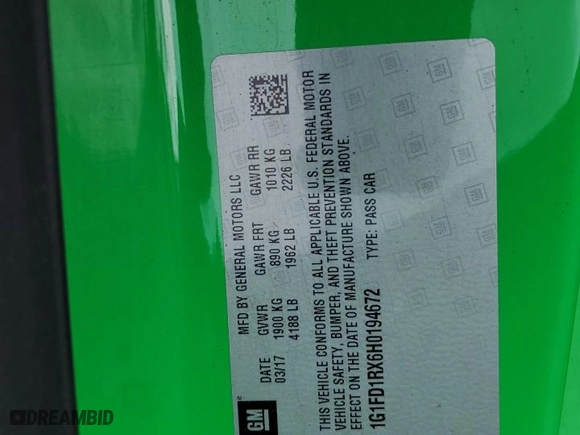 MFD BY GENERAL MOTORS LLC
DATE GVWR GAWR FRT GAWR RR
03/17 1900 KG 890 KG 1010 KG
4188 LB 1962 LB 2226 LB
THIS VEHICLE CONFORMS TO ALL APPLICABLE U.S. FEDERAL MOTOR
VEHICLE SAFETY, BUMPER, AND THEFT PREVENTION STANDARDS IN
EFFECT ON THE DATE OF MANUFACTURE SHOWN ABOVE.
1G1FD1RX6H0194672 TYPE: PASS CAR
GM
DREAMBID